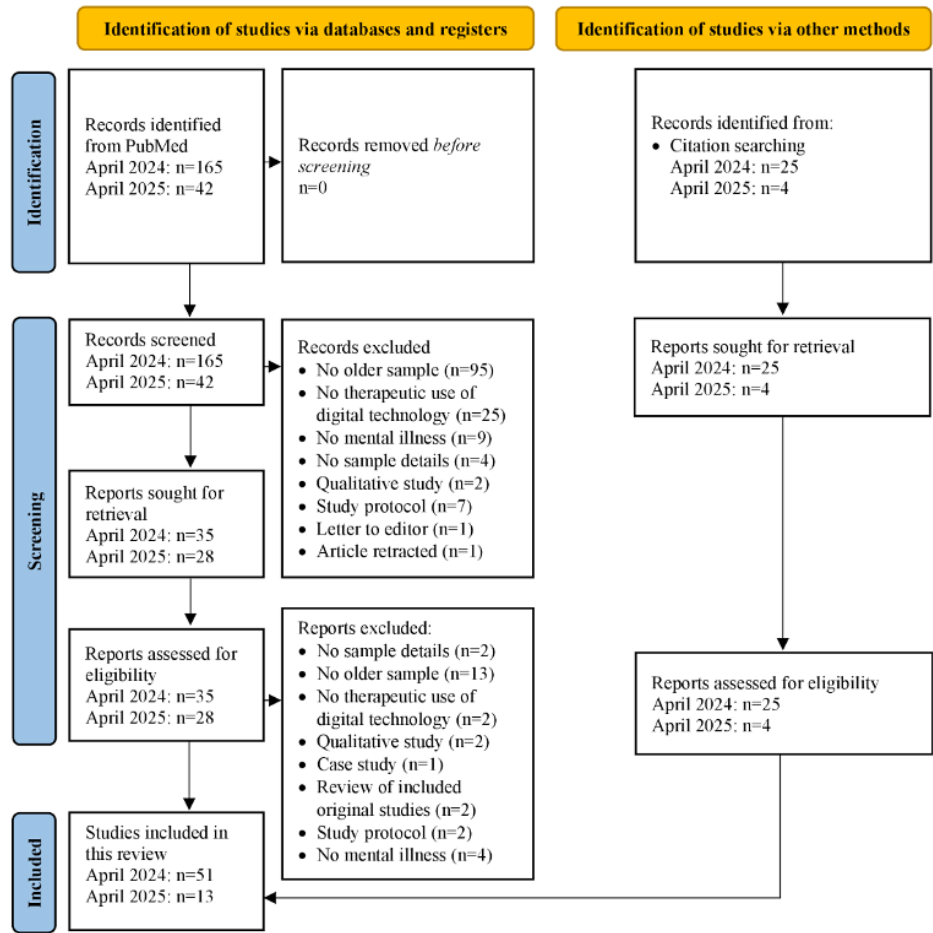 Identification of studies via databases and registers
Identification of studies via other methods
Identification
Records identified
from PubMed
April 2024: n=165
April 2025: n=42
Records removed before
screening
n=0
Records identified from:
• Citation searching
April 2024: n=25
April 2025: n=4
Screening
Records screened
April 2024: n=165
April 2025: n=42
Records excluded
• No older sample (n=95)
• No therapeutic use of
digital technology (n=25)
• No mental illness (n=9)
• No sample details (n=4)
• Qualitative study (n=2)
• Study protocol (n=7)
• Letter to editor (n=1)
• Article retracted (n=1)
Reports sought for retrieval
April 2024: n=25
April 2025: n=4
Reports sought for
retrieval
April 2024: n=35
April 2025: n=28
Reports assessed for
eligibility
April 2024: n=35
April 2025: n=28
Reports excluded:
• No sample details (n=2)
• No older sample (n=13)
• No therapeutic use of
digital technology (n=2)
• Qualitative study (n=2)
• Case study (n=1)
• Review of included
original studies (n=2)
• Study protocol (n=2)
• No mental illness (n=4)
Reports assessed for eligibility
April 2024: n=25
April 2025: n=4
Included
Studies included in
this review
April 2024: n=51
April 2025: n=13